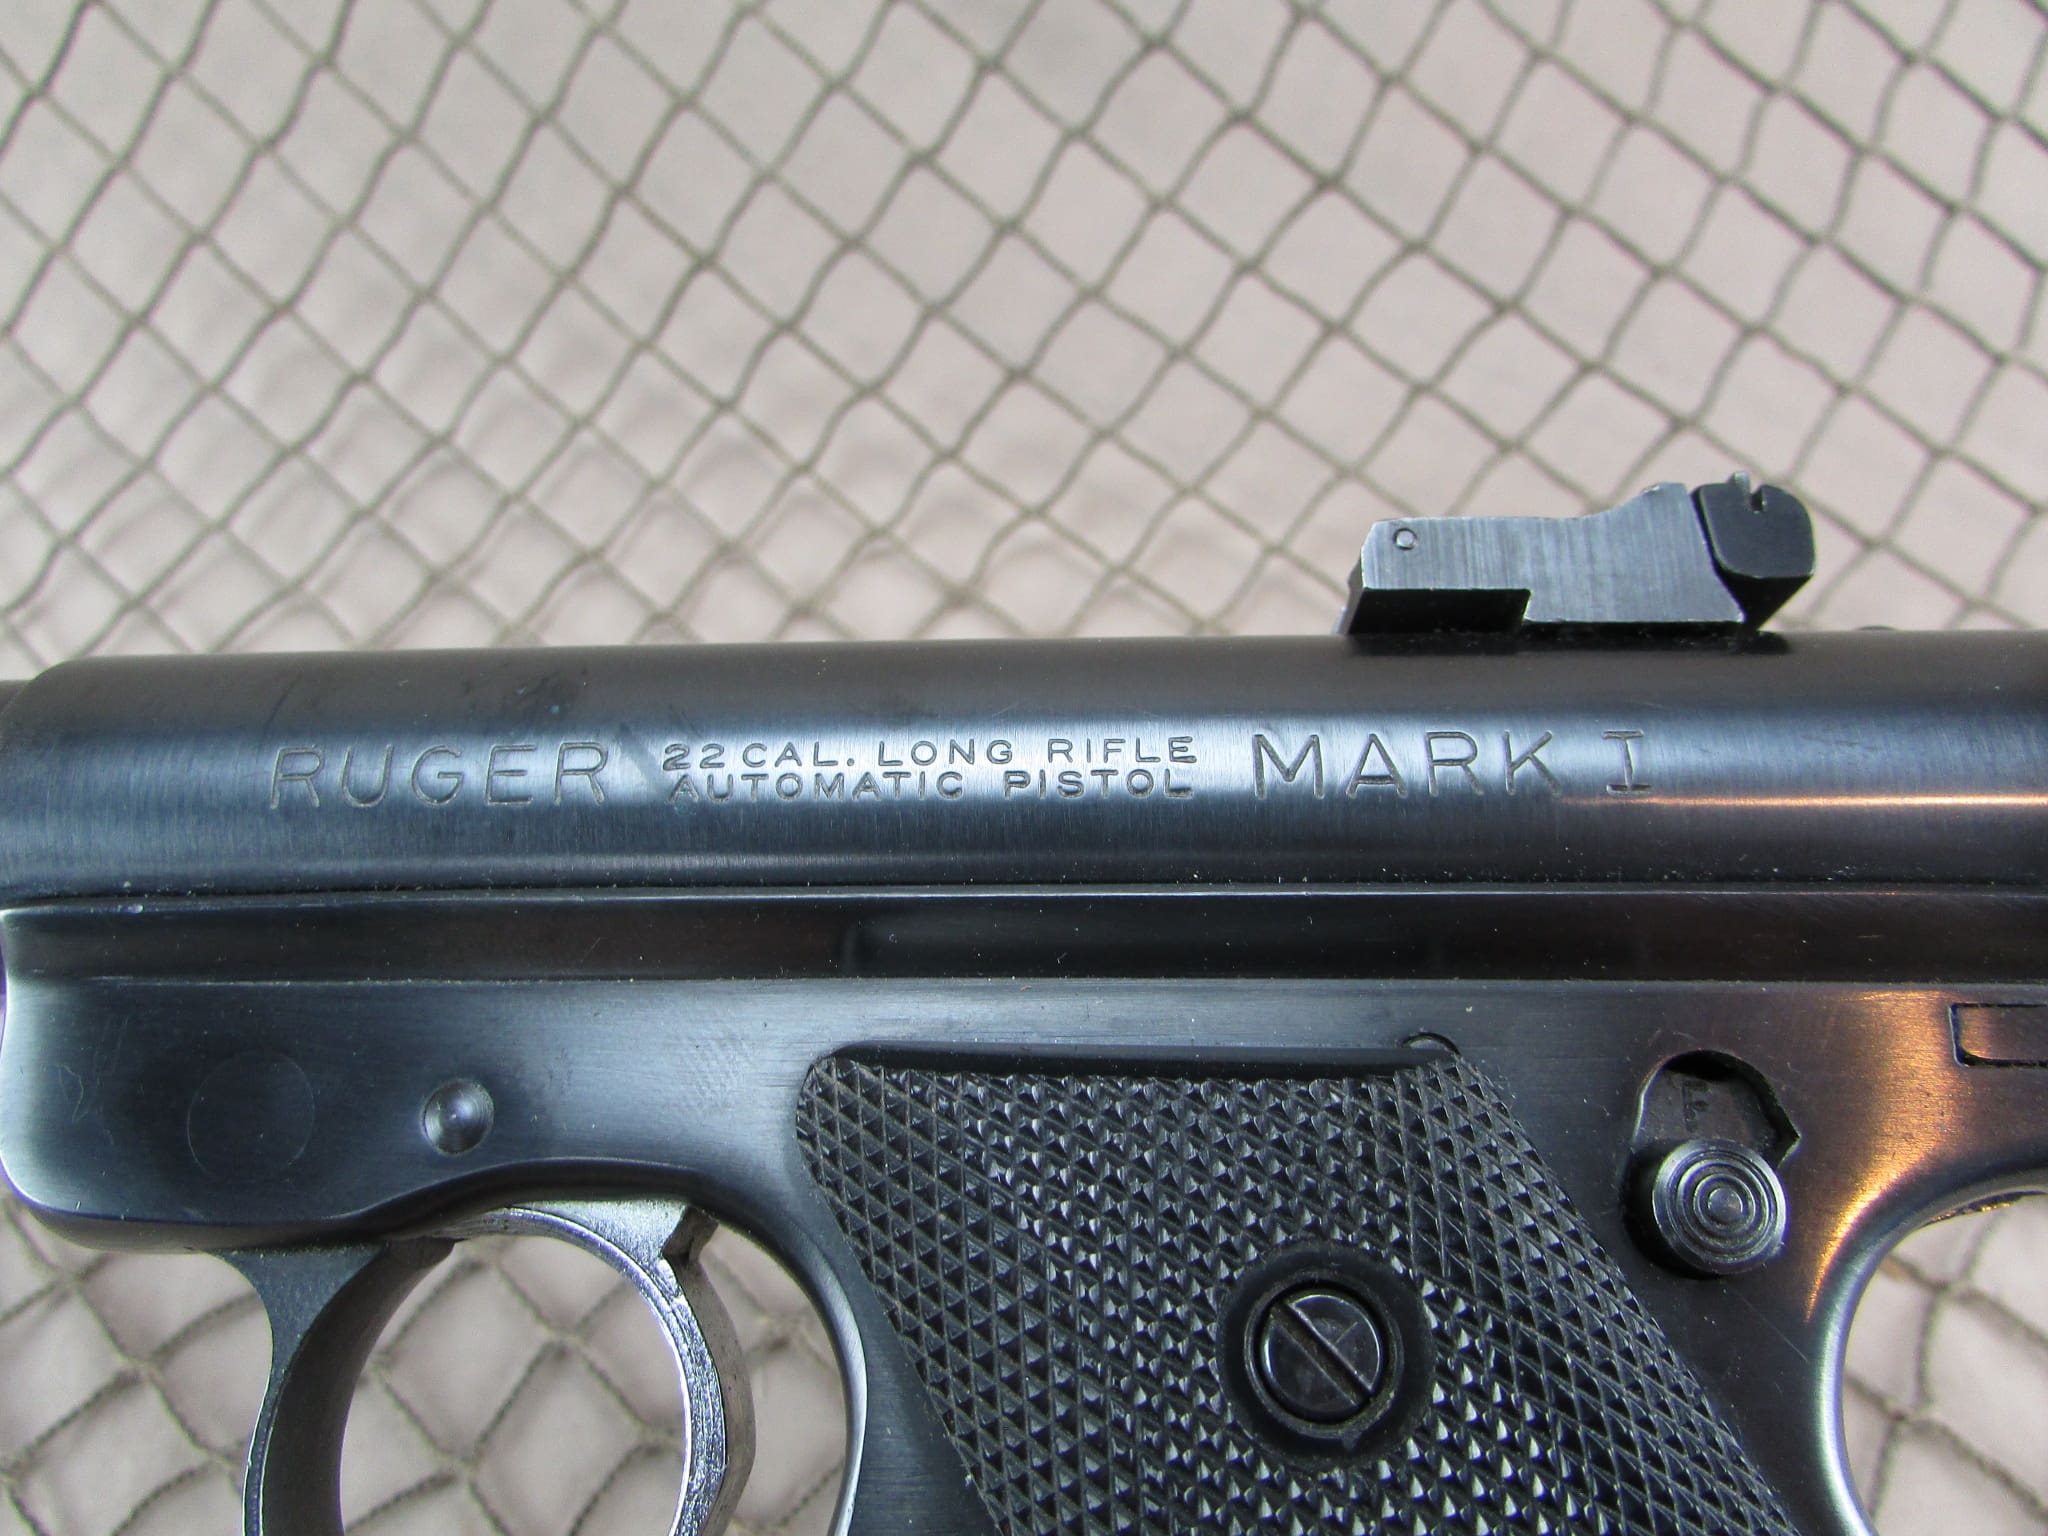 RUGER 22 CAL. LONG RIFLE MARK I
AUTOMATIC PISTOL